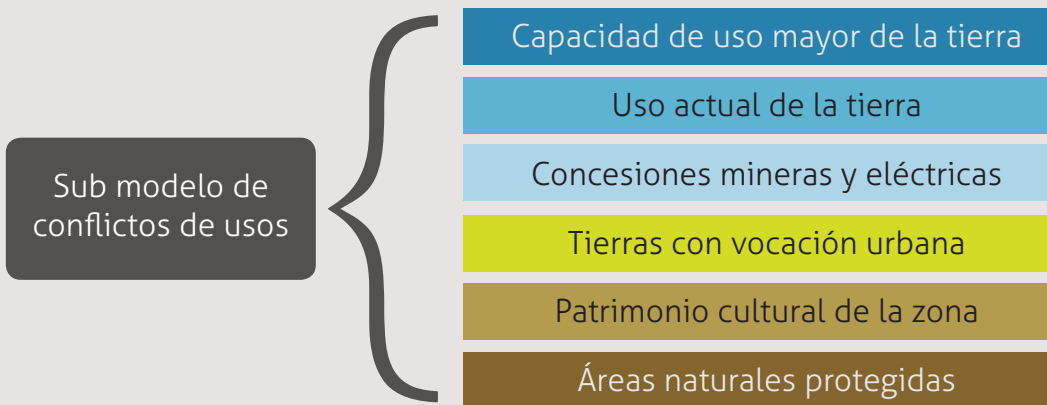 Sub modelo de
conflictos de usos
Capacidad de uso mayor de la tierra
Uso actual de la tierra
Concesiones mineras y eléctricas
Tierras con vocación urbana
Patrimonio cultural de la zona
Áreas naturales protegidas